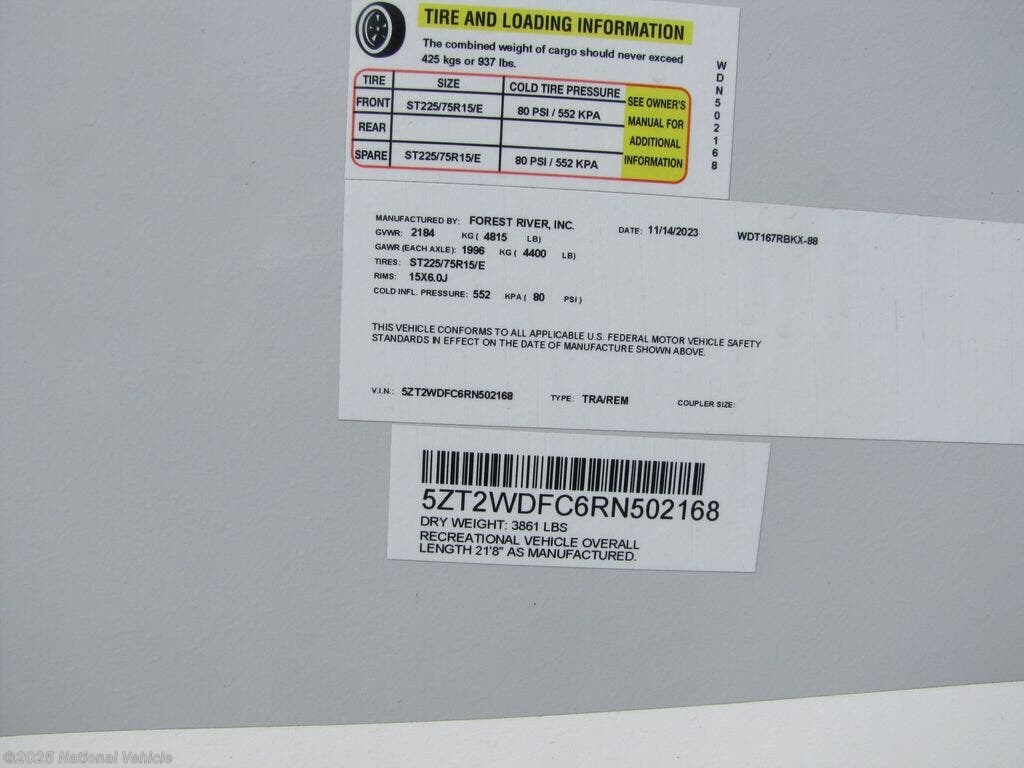 TIRE AND LOADING INFORMATION
The combined weight of cargo should never exceed
425 kgs or 937 lbs.
TIRE SIZE COLD TIRE PRESSURE SEE OWNER'S MANUAL FOR ADDITIONAL INFORMATION
FRONT ST225/75R15/E 80 PSI / 552 KPA
REAR
SPARE ST225/75R15/E 80 PSI / 552 KPA
WDN502168
MANUFACTURED BY: FOREST RIVER, INC. DATE: 11/14/2023 WDT167RBKX-88
GVWR: 2184 KG ( 4815 LB)
GAWR (EACH AXLE): 1996 KG ( 4400 LB)
TIRES: ST225/75R15/E
RIMS: 15X6.0J
COLD INFL. PRESSURE: 552 KPA ( 80 PSI )
THIS VEHICLE CONFORMS TO ALL APPLICABLE U.S. FEDERAL MOTOR VEHICLE SAFETY
STANDARDS IN EFFECT ON THE DATE OF MANUFACTURE SHOWN ABOVE.
V.I.N.: 5ZT2WDFC6RN502168 TYPE: TRA/REM COUPLER SIZE:
5ZT2WDFC6RN502168
DRY WEIGHT: 3861 LBS
RECREATIONAL VEHICLE OVERALL
LENGTH 21'8" AS MANUFACTURED.
©2025 National Vehicle